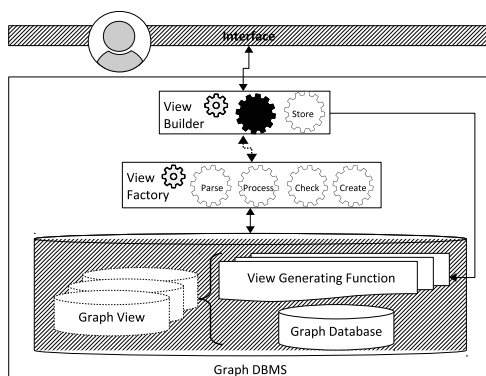 Interface
View
Builder
Store
View
Factory
Parse
Process
Check
Create
View Generating Function
Graph View
Graph Database
Graph DBMS